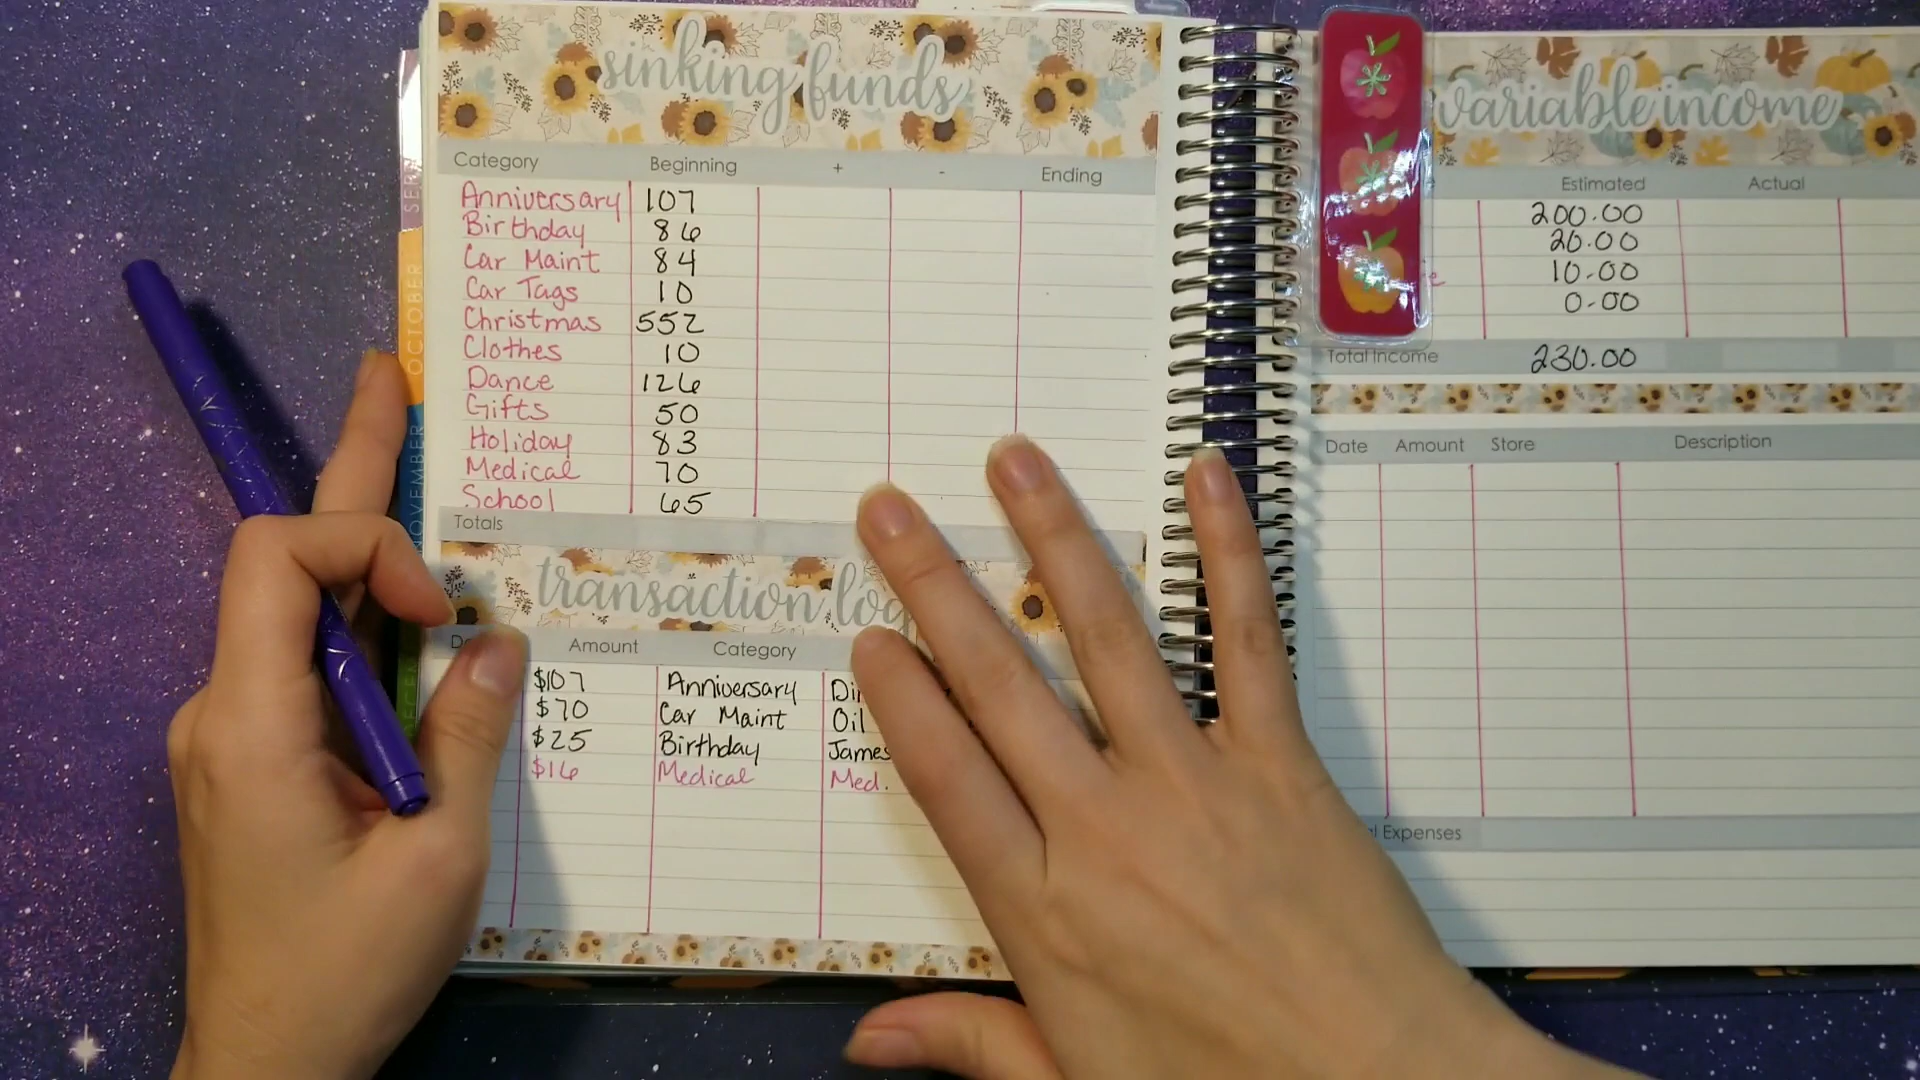 sinking funds
Category Beginning + - Ending
Anniversary 107
Birthday 86
Car Maint 84
Car Tags 10
Christmas 552
Clothes 10
Dance 126
Gifts 50
Holiday 83
Medical 70
School 65
Totals
transaction log
Amount Category
$107 Anniversary
$70 Car Maint Oil
$25 Birthday James
$16 Medical Med.
OCTOBER
NOVEMBER
variable income
Estimated Actual
200.00
20.00
10.00
0.00
Total Income 230.00
Date Amount Store Description
Expenses